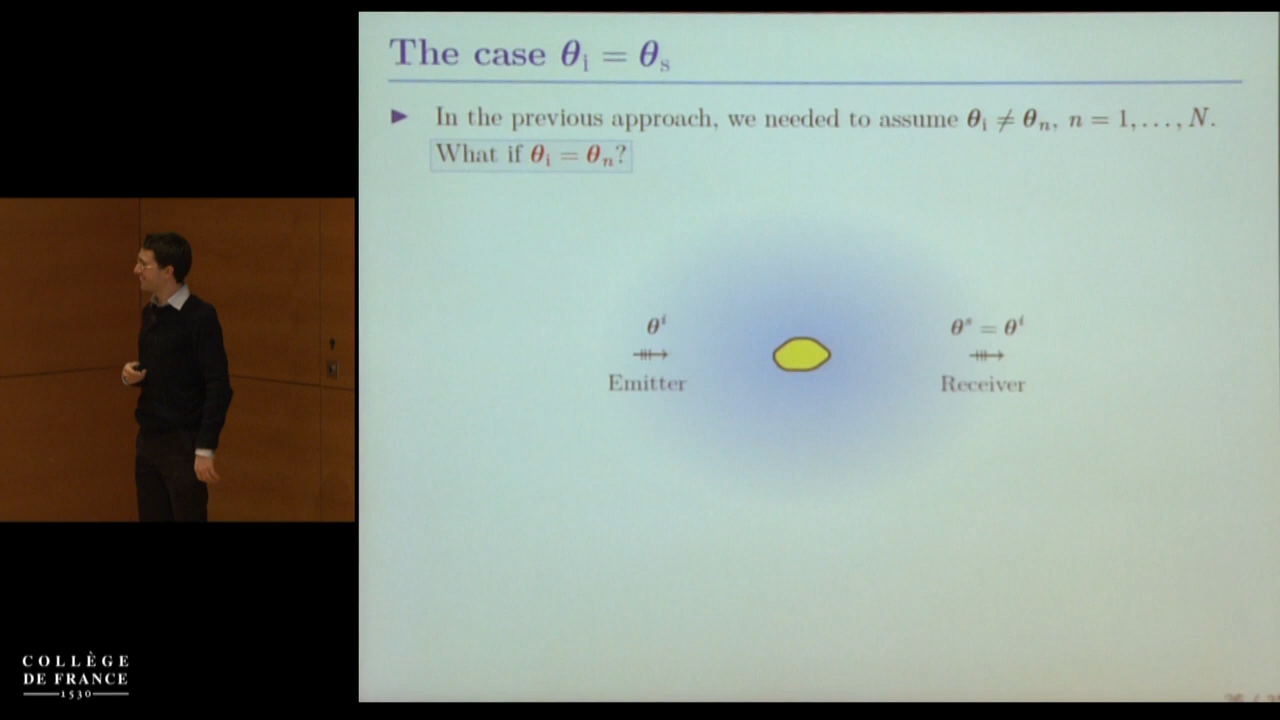 The case θᵢ = θₛ
▶ In the previous approach, we needed to assume θᵢ ≠ θₙ, n = 1, . . . , N.
What if θᵢ = θₙ?
θⁱ
Emitter
θˢ = θⁱ
Receiver
COLLÈGE
DE FRANCE
1530